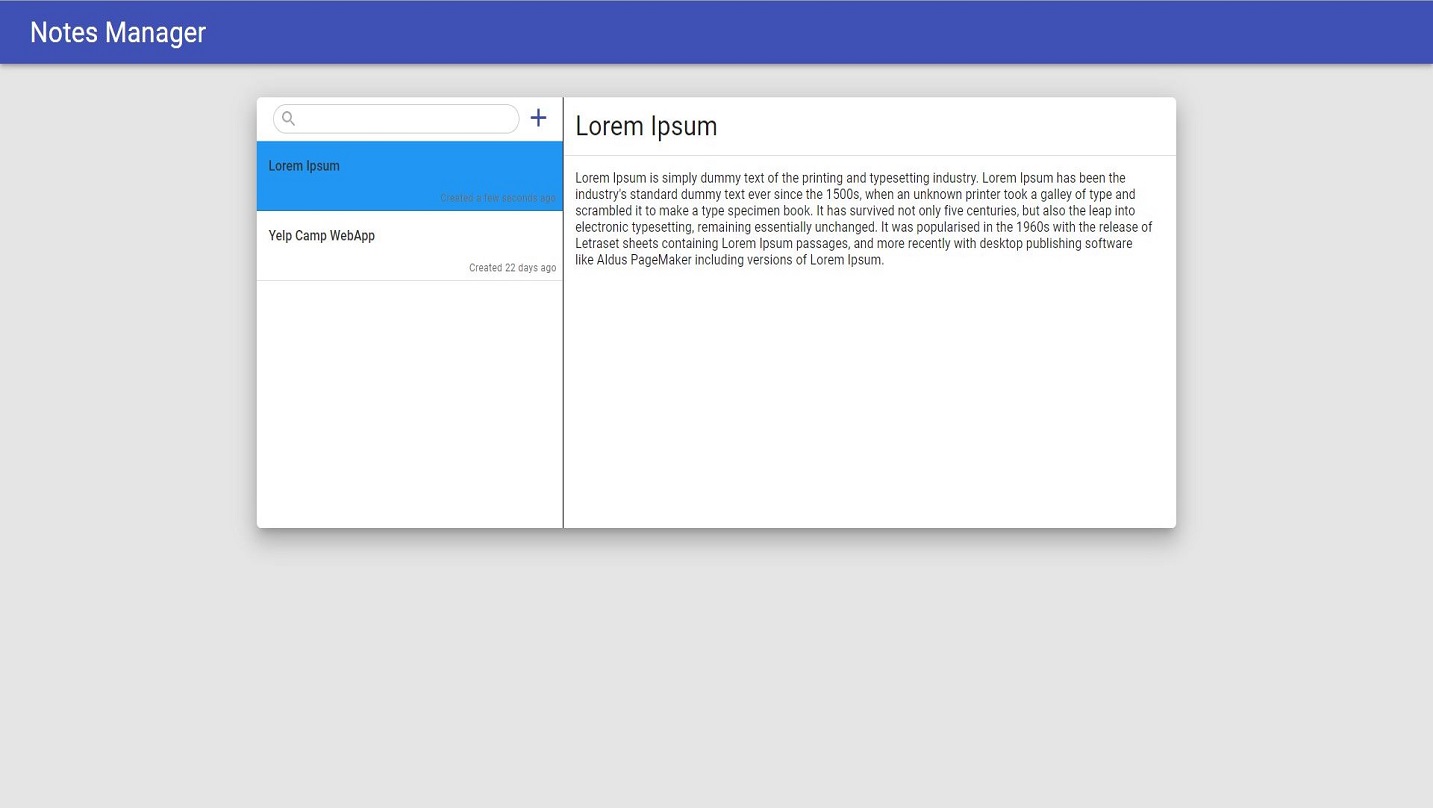 Notes Manager
Lorem Ipsum
Created a few seconds ago
Yelp Camp WebApp
Created 22 days ago
Lorem Ipsum
Lorem Ipsum is simply dummy text of the printing and typesetting industry. Lorem Ipsum has been the
industry's standard dummy text ever since the 1500s, when an unknown printer took a galley of type and
scrambled it to make a type specimen book. It has survived not only five centuries, but also the leap into
electronic typesetting, remaining essentially unchanged. It was popularised in the 1960s with the release of
Letraset sheets containing Lorem Ipsum passages, and more recently with desktop publishing software
like Aldus PageMaker including versions of Lorem Ipsum.